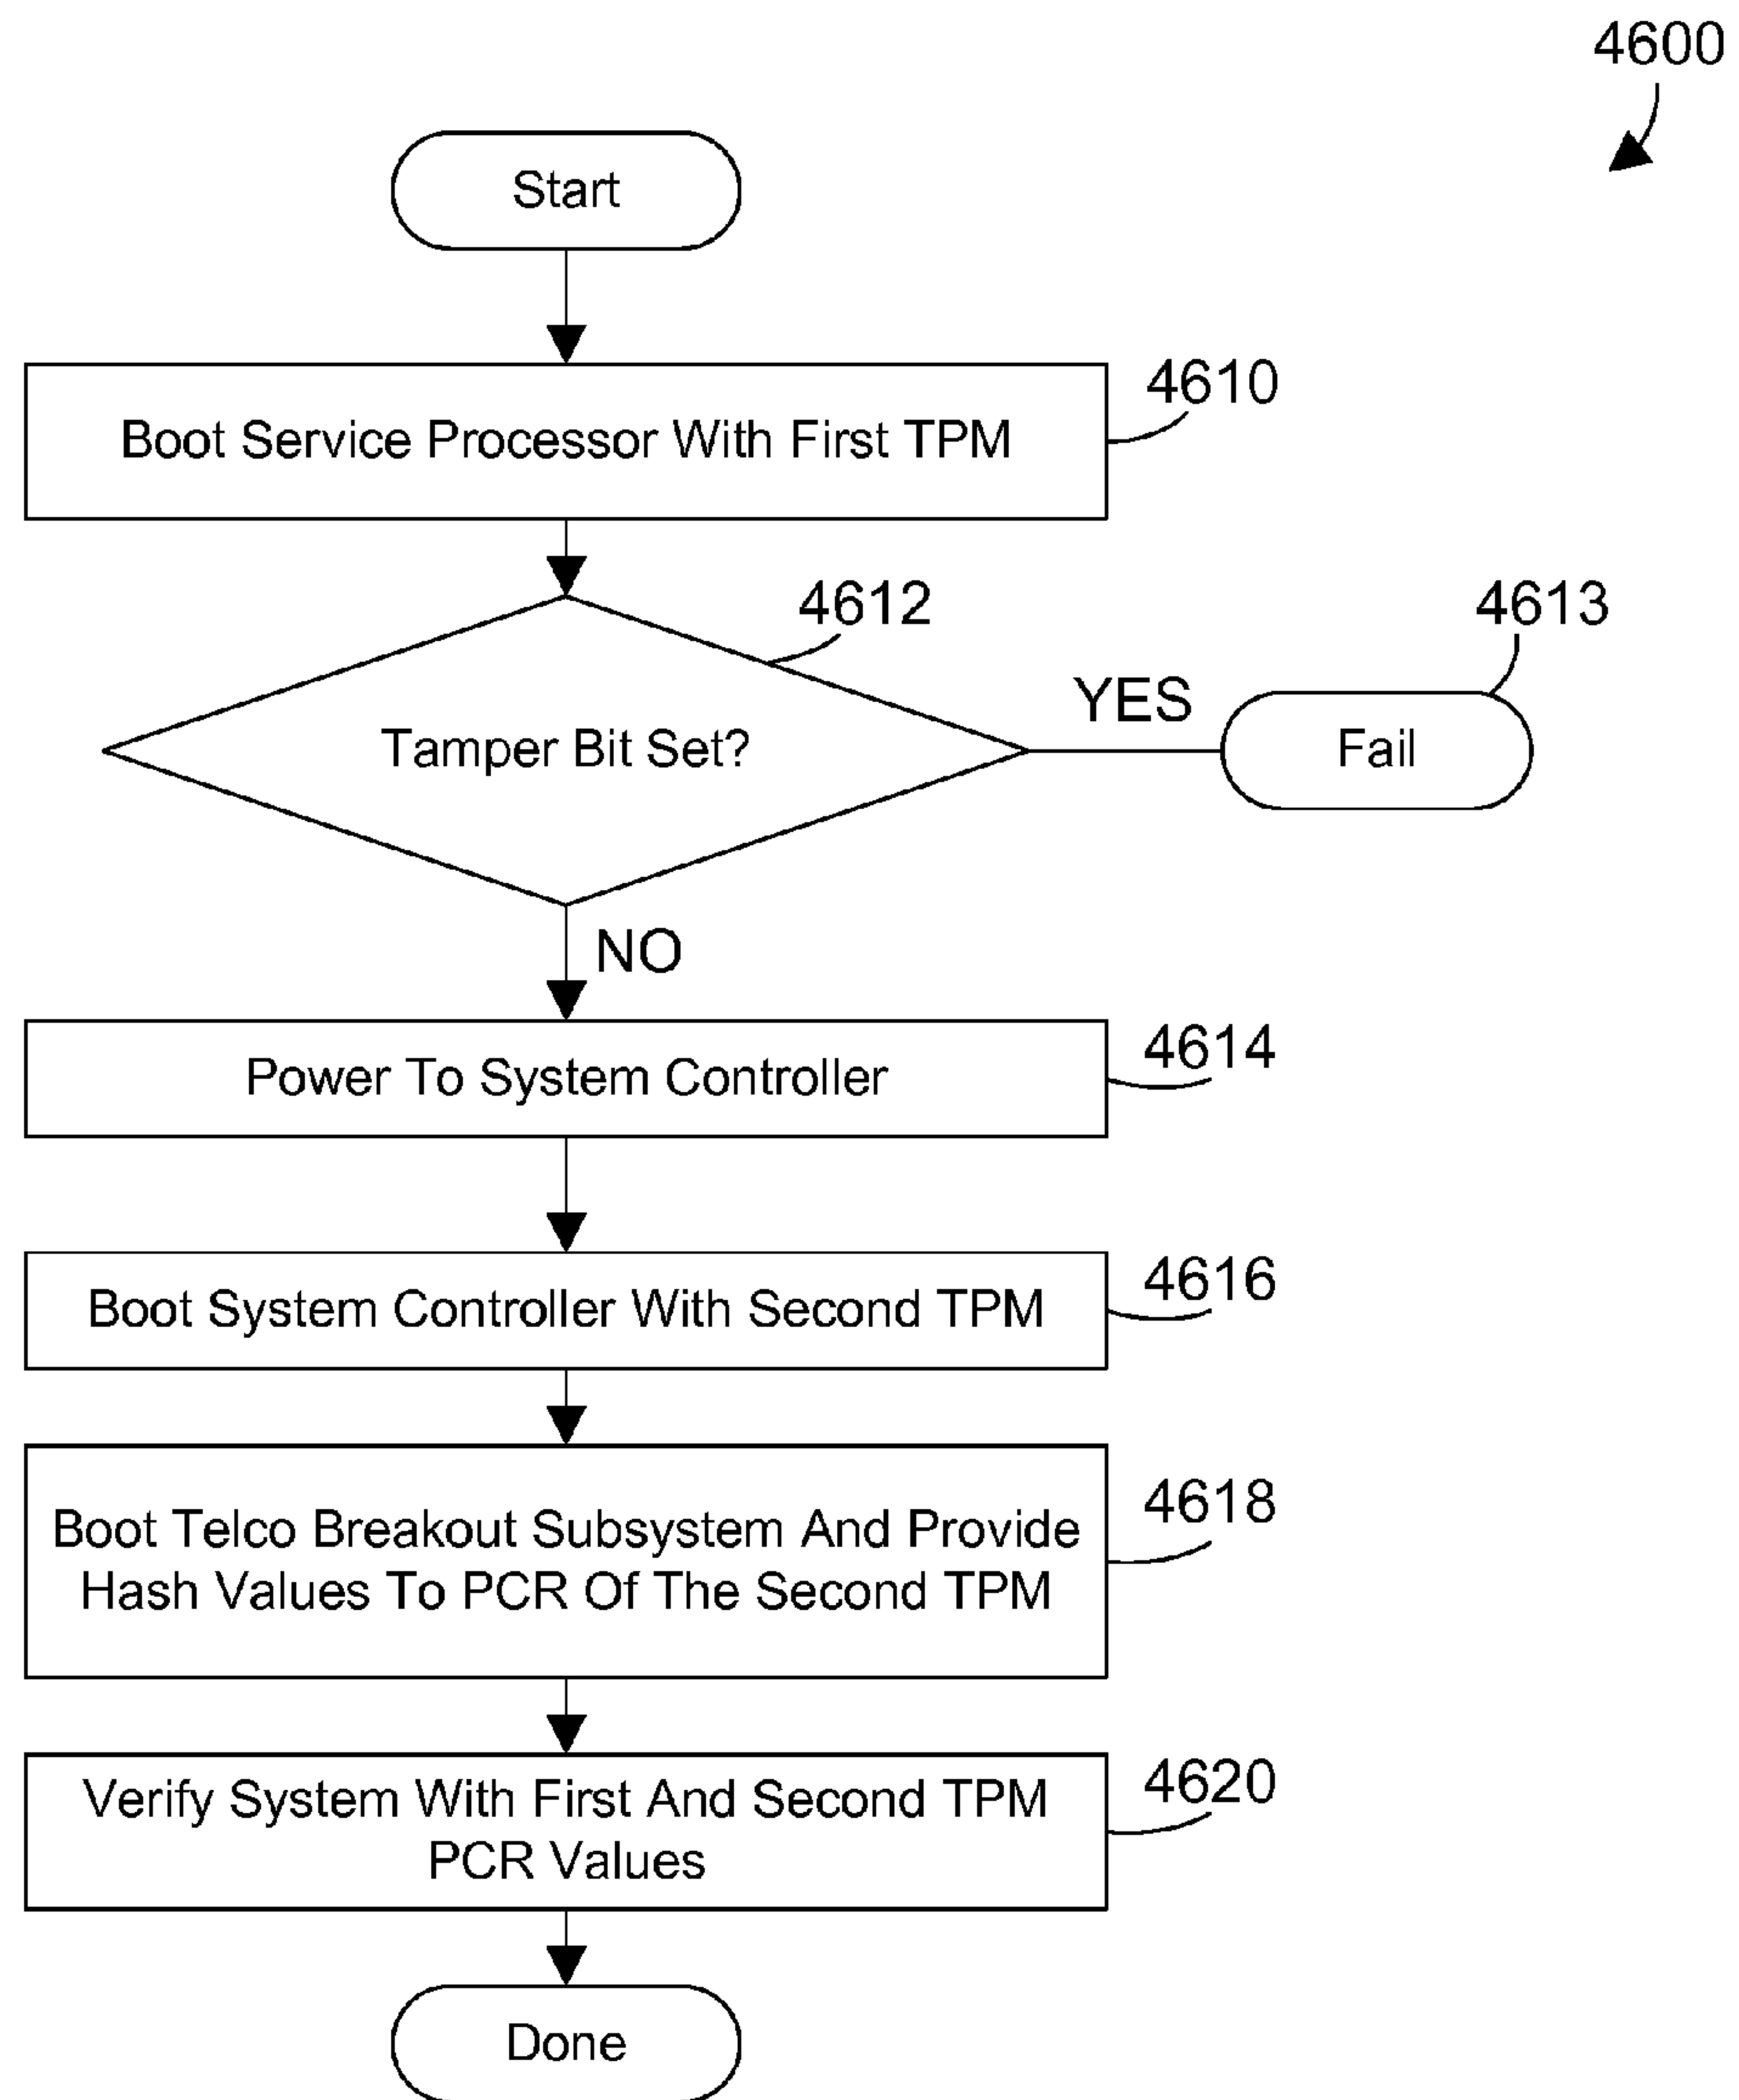 4600
Start
4610
Boot Service Processor With First TPM
4612
4613
YES
Tamper Bit Set?
Fail
NO
4614
Power To System Controller
4616
Boot System Controller With Second TPM
4618
Boot Telco Breakout Subsystem And Provide
Hash Values To PCR Of The Second TPM
4620
Verify System With First And Second TPM
PCR Values
Done